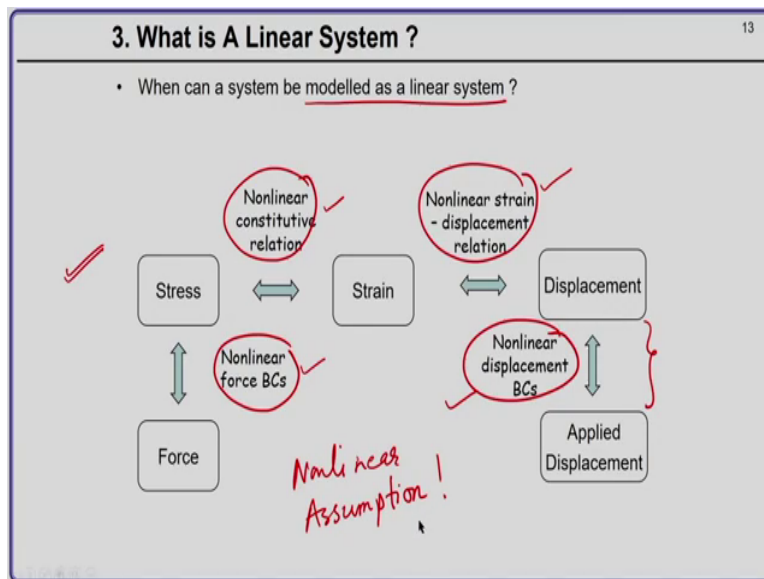 3. What is A Linear System ?
13
• When can a system be modelled as a linear system ?
Nonlinear
constitutive
relation
Nonlinear strain
- displacement
relation
Stress
Strain
Displacement
Nonlinear
force BCs
Nonlinear
displacement
BCs
Force
Applied
Displacement
Nonlinear
Assumption !